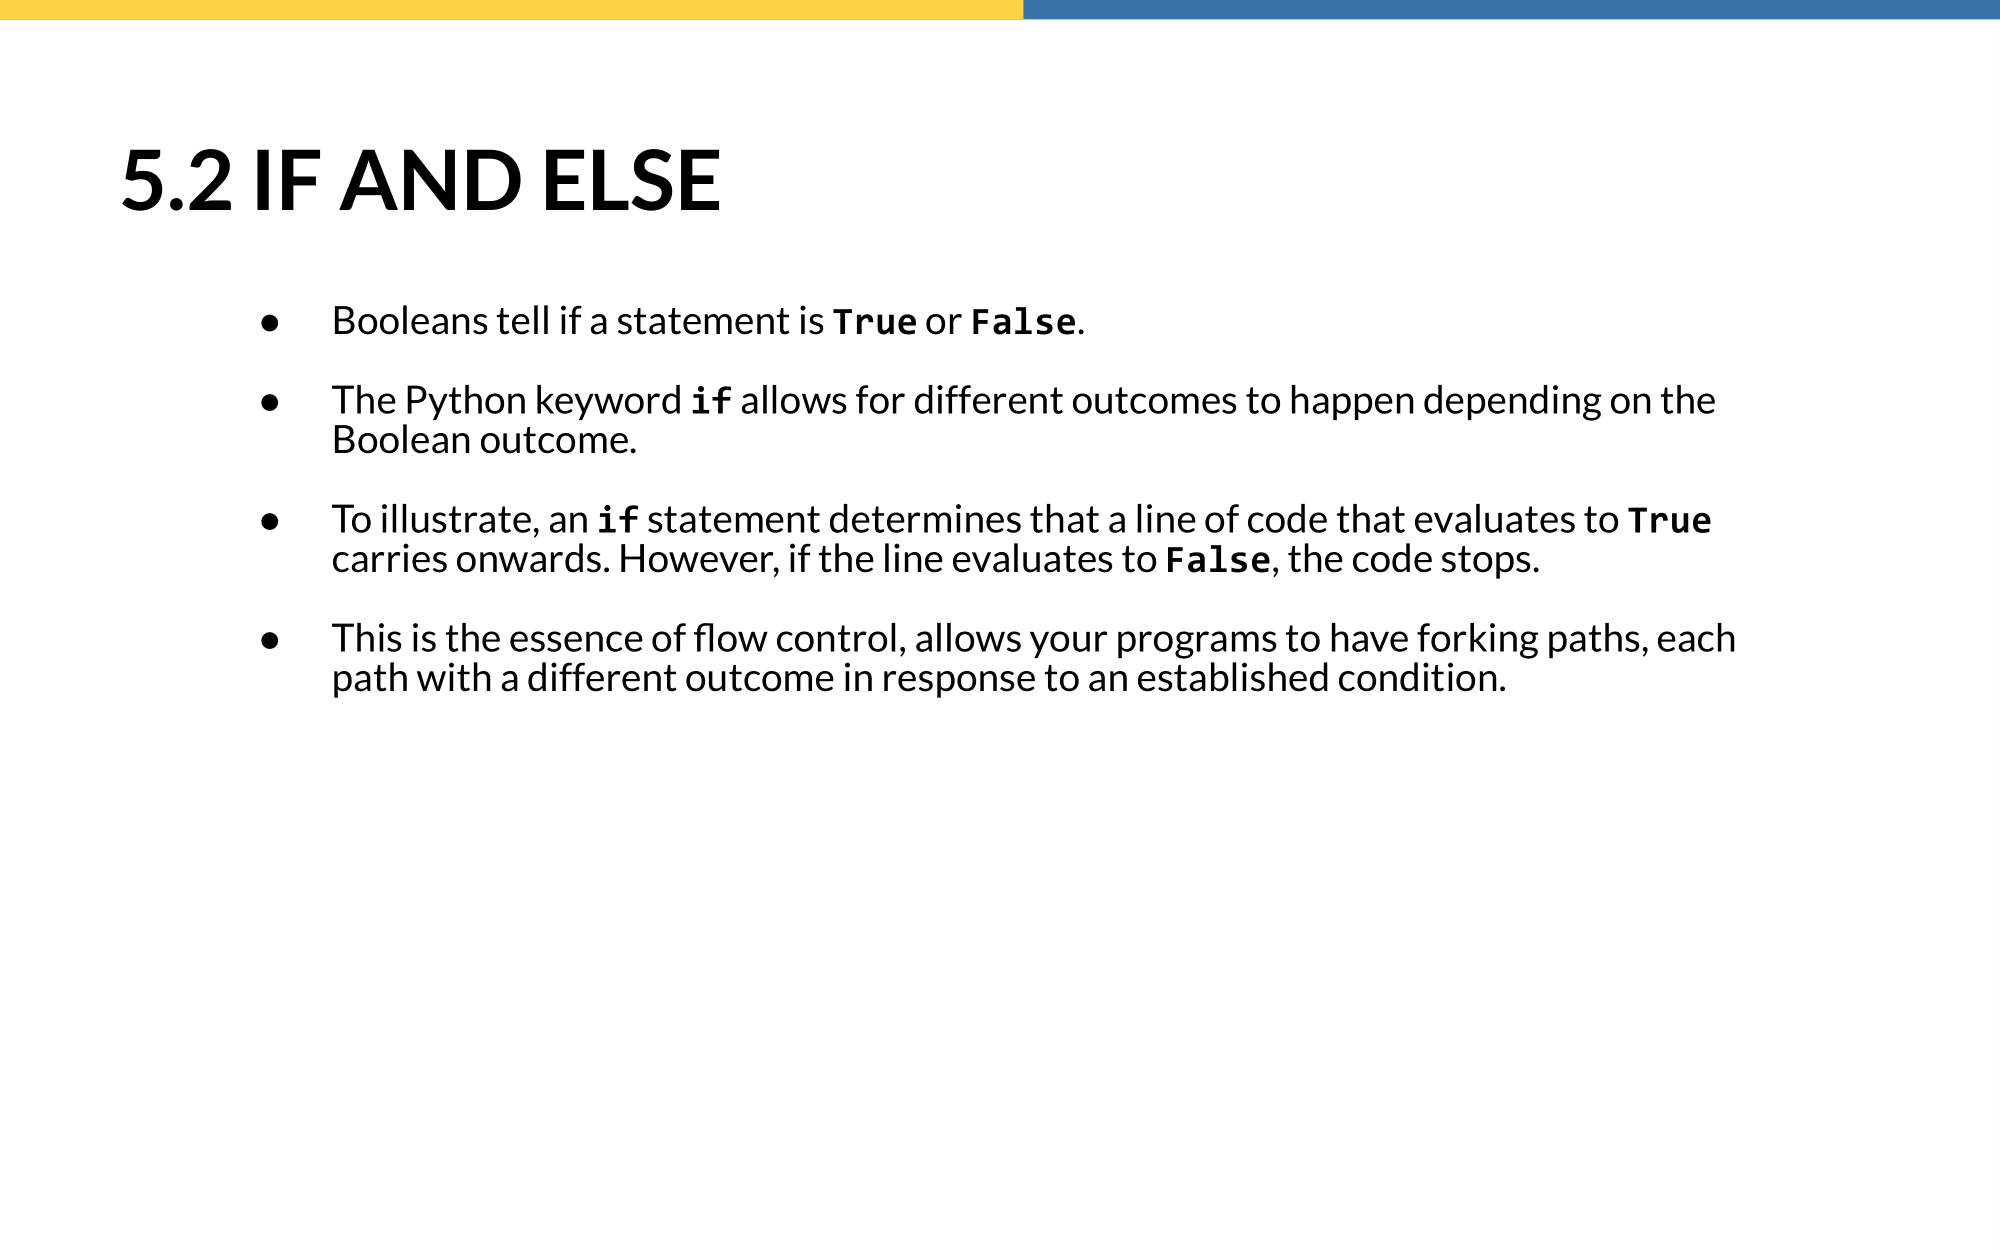 5.2 IF AND ELSE
● Booleans tell if a statement is True or False.
● The Python keyword if allows for different outcomes to happen depending on the
Boolean outcome.
● To illustrate, an if statement determines that a line of code that evaluates to True
carries onwards. However, if the line evaluates to False, the code stops.
● This is the essence of flow control, allows your programs to have forking paths, each
path with a different outcome in response to an established condition.